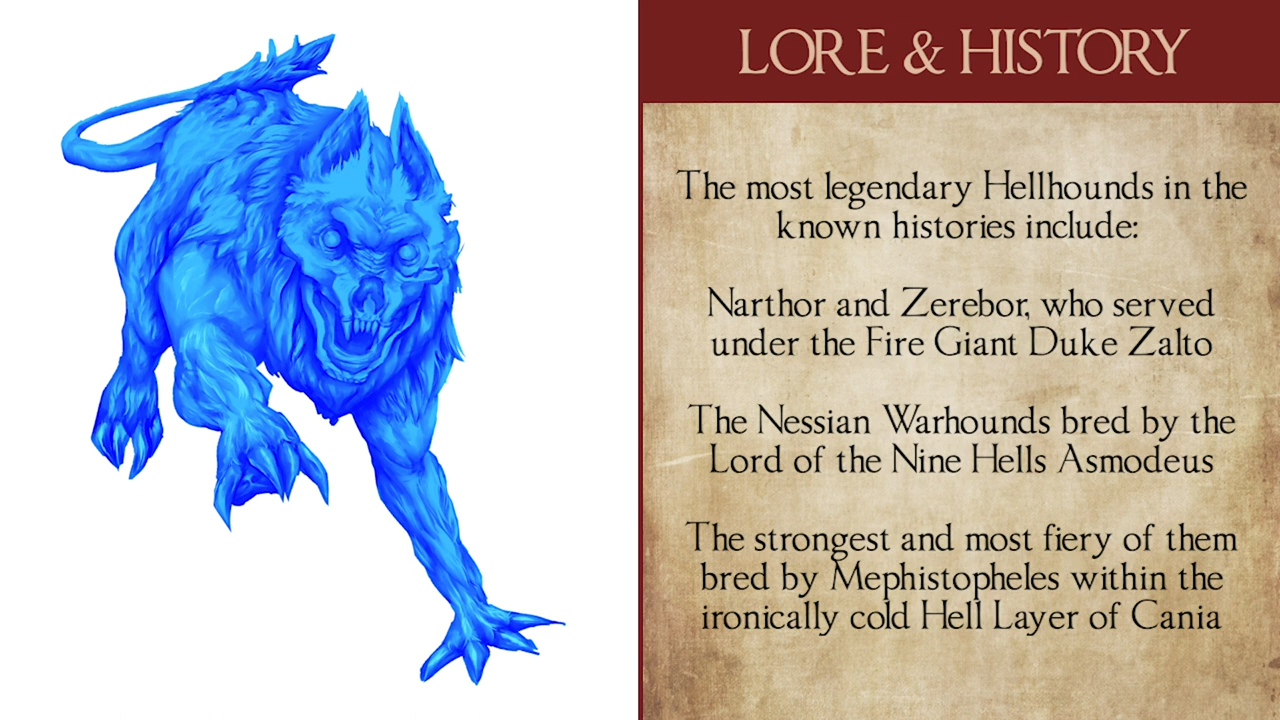 LORE & HISTORY
The most legendary Hellhounds in the
known histories include:
Narthor and Zerebor, who served
under the Fire Giant Duke Zalto
The Nessian Warhounds bred by the
Lord of the Nine Hells Asmodeus
The strongest and most fiery of them
bred by Mephistopheles within the
ironically cold Hell Layer of Cania